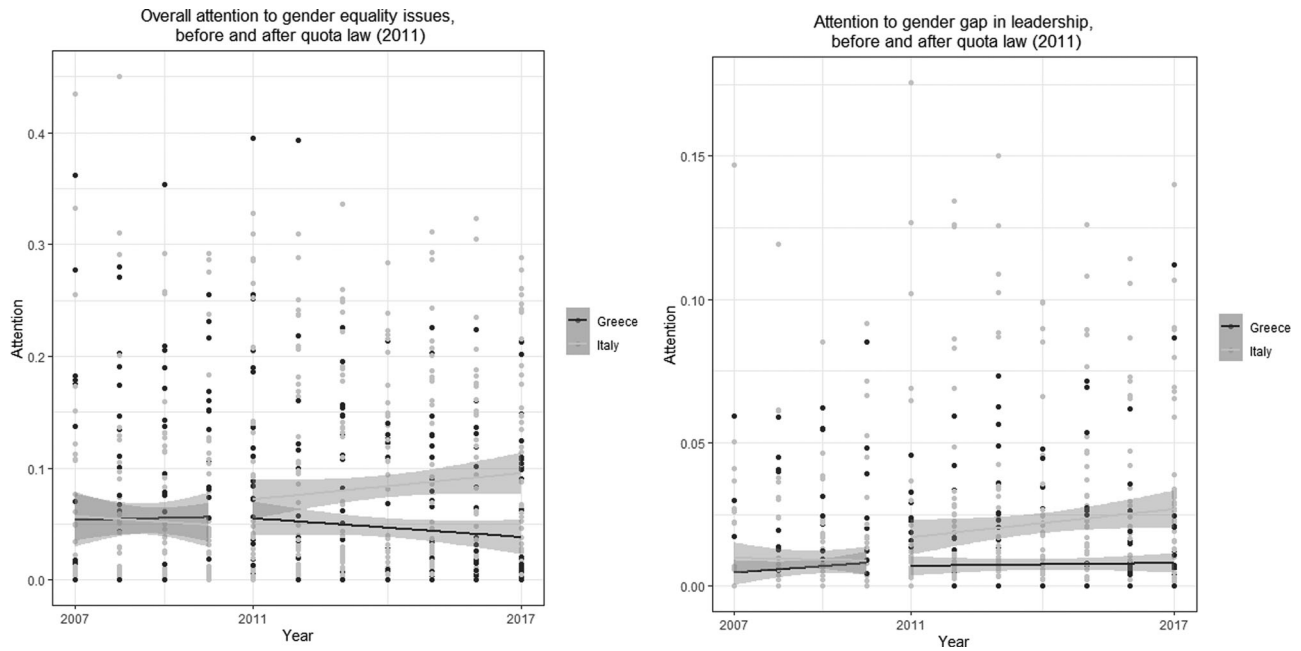 Overall attention to gender equality issues,
before and after quota law (2011)
0.4
0.3
0.2
0.1
0.0
Attention
2007
2011
2017
Year
Greece
Italy
Attention to gender gap in leadership,
before and after quota law (2011)
0.15
0.10
0.05
0.00
Attention
2007
2011
2017
Year
Greece
Italy